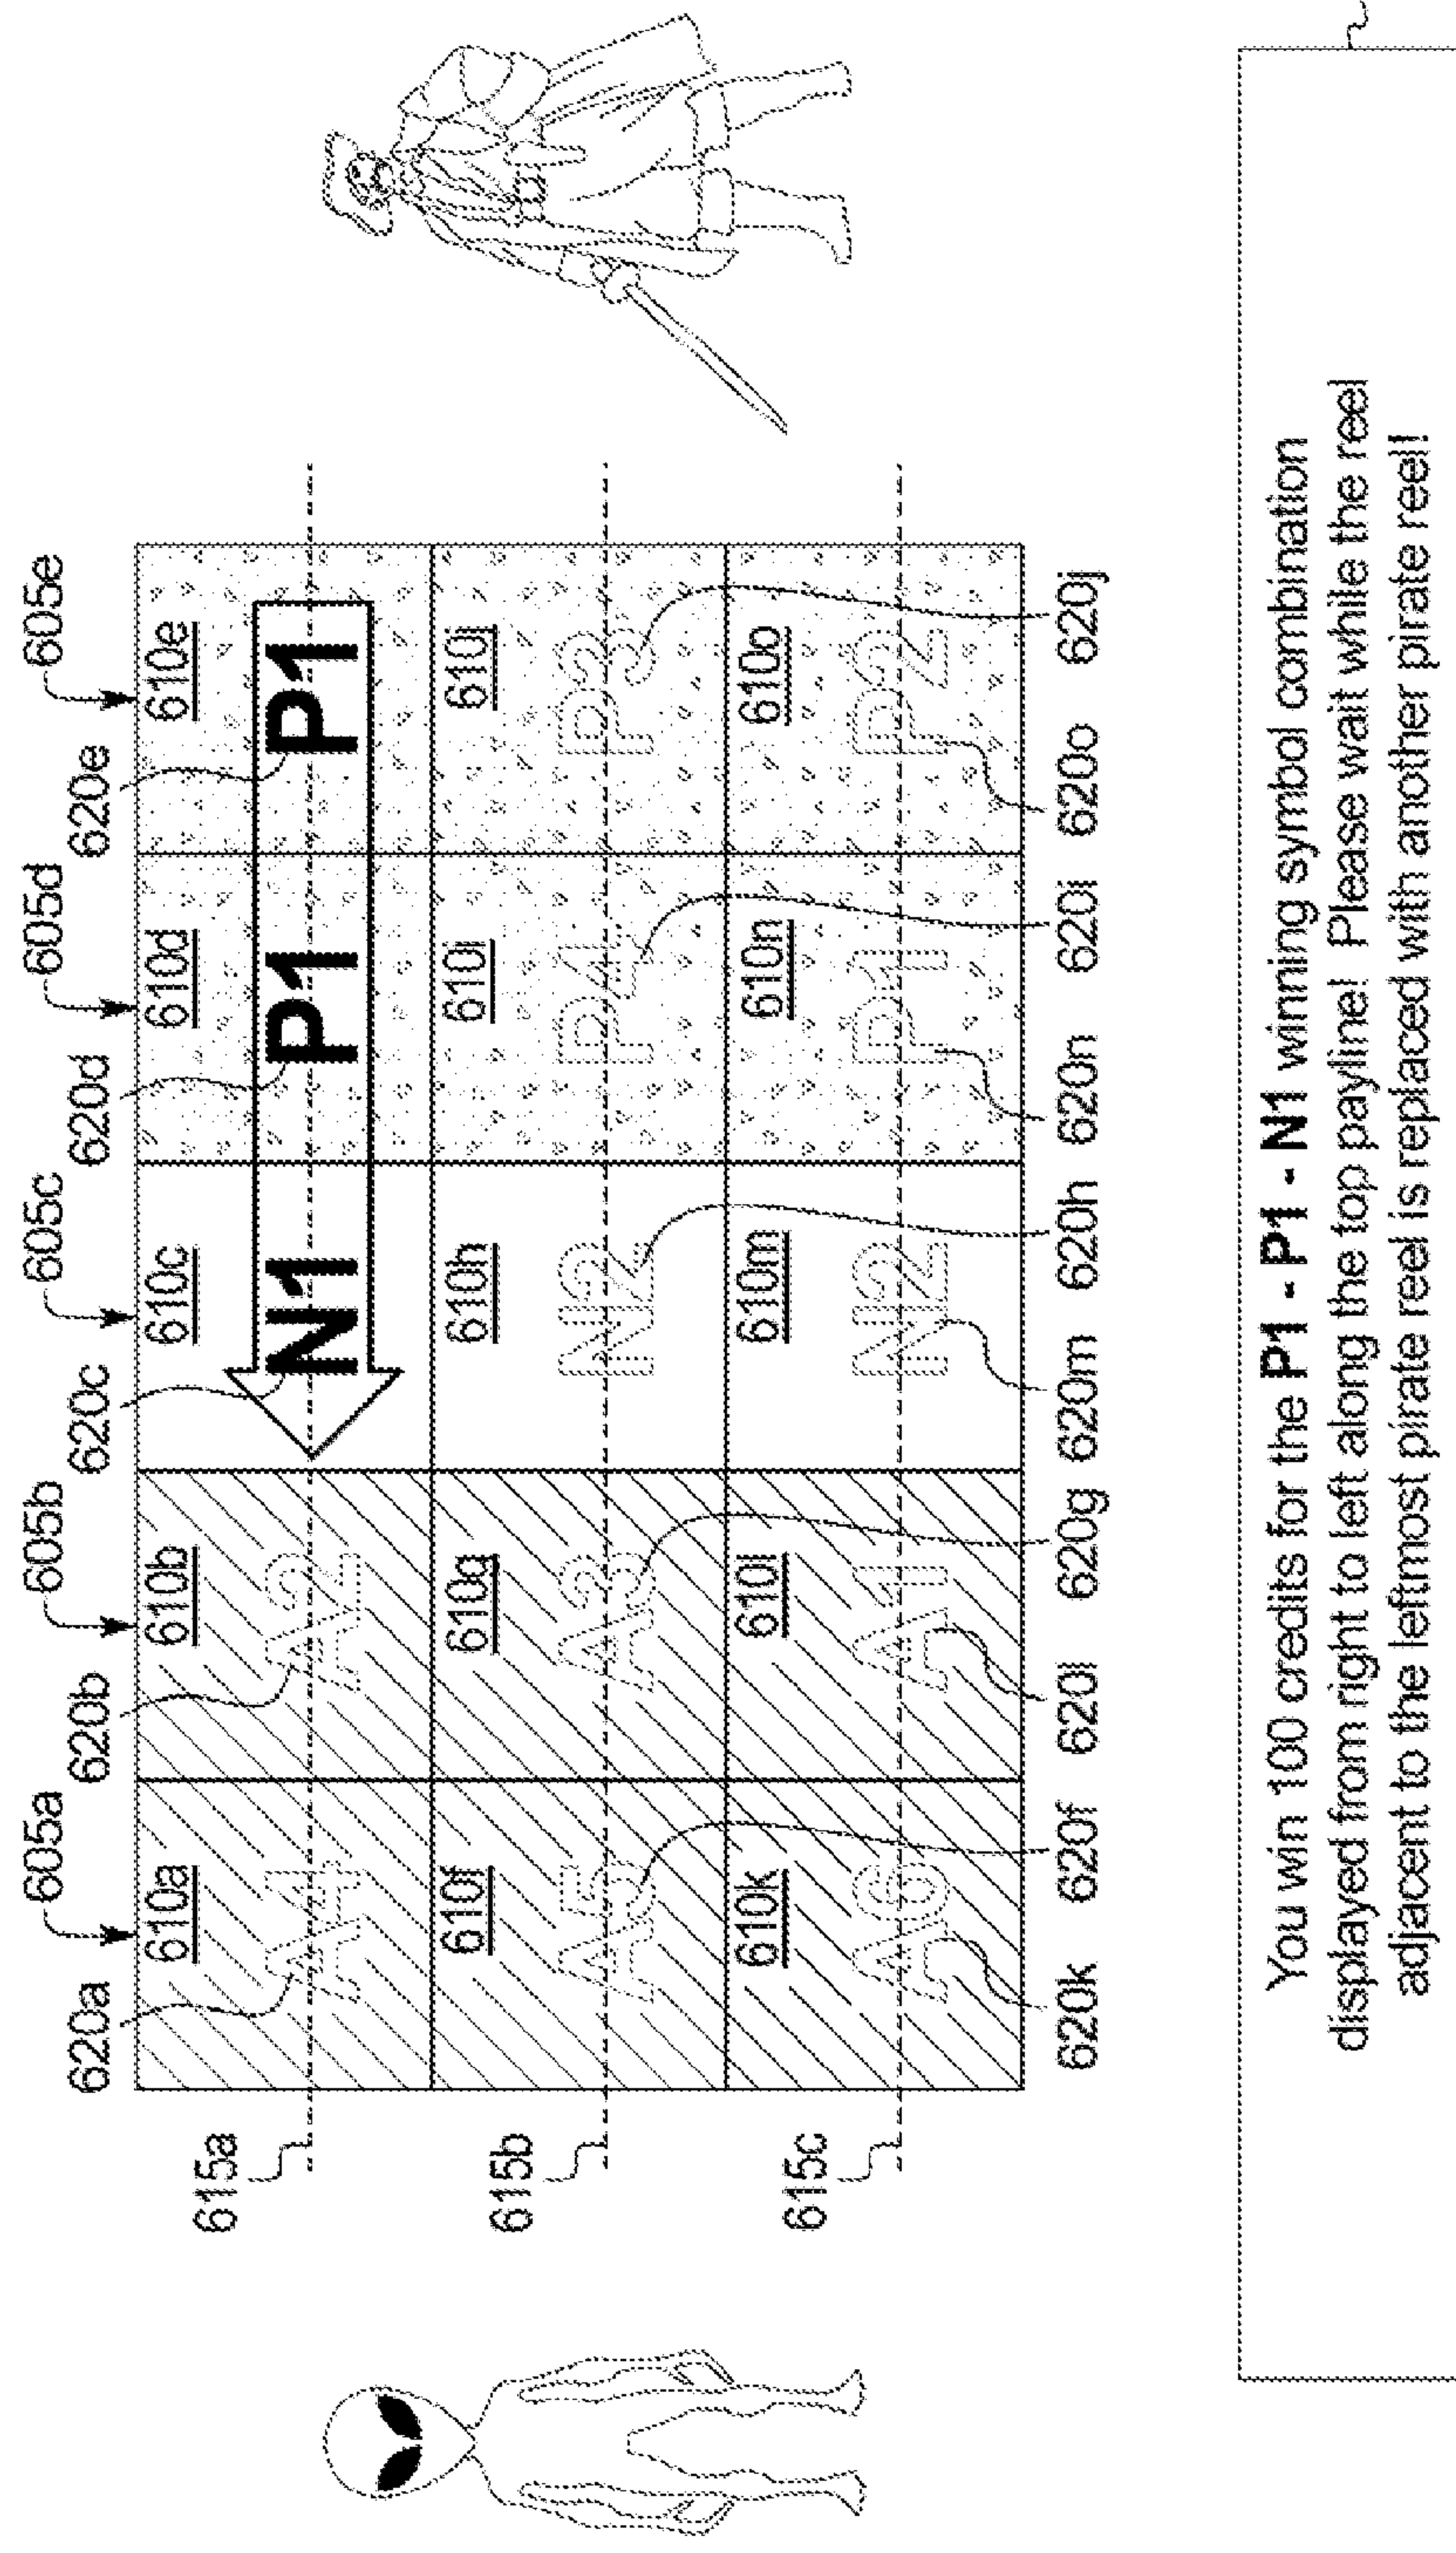 605a 605b 605c 605d 605e
620a 620b 620c 620d 620e
610a 610b 610c 610d 610e
615a A4 A2 N1 P1 P1
610f 610g 610h 610i 610j
615b A5 A3 N2 P4 P3
610k 610l 610m 610n 610o
615c A6 A1 N2 P1 P2
620k 620f 620l 620g 620m 620h 620n 620i 620o 620j
You win 100 credits for the P1 - P1 - N1 winning symbol combination
displayed from right to left along the top payline! Please wait while the reel
adjacent to the leftmost pirate reel is replaced with another pirate reel!